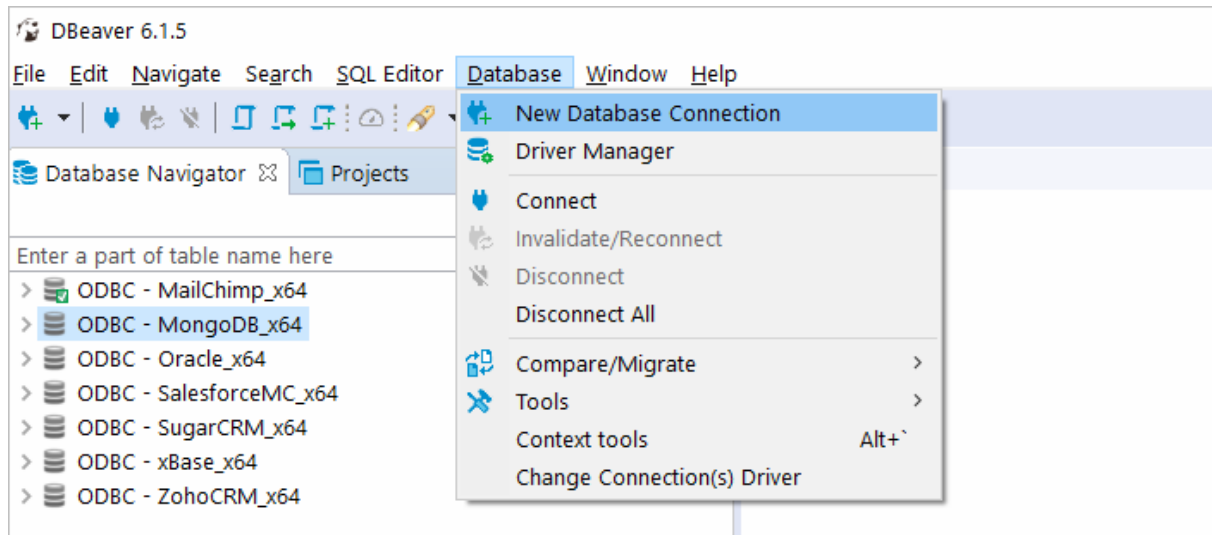 DBeaver 6.1.5
File Edit Navigate Search SQL Editor Database Window Help
New Database Connection
Driver Manager
Connect
Invalidate/Reconnect
Disconnect
Disconnect All
Compare/Migrate
Tools
Context tools Alt+`
Change Connection(s) Driver
Database Navigator Projects
Enter a part of table name here
ODBC - MailChimp_x64
ODBC - MongoDB_x64
ODBC - Oracle_x64
ODBC - SalesforceMC_x64
ODBC - SugarCRM_x64
ODBC - xBase_x64
ODBC - ZohoCRM_x64